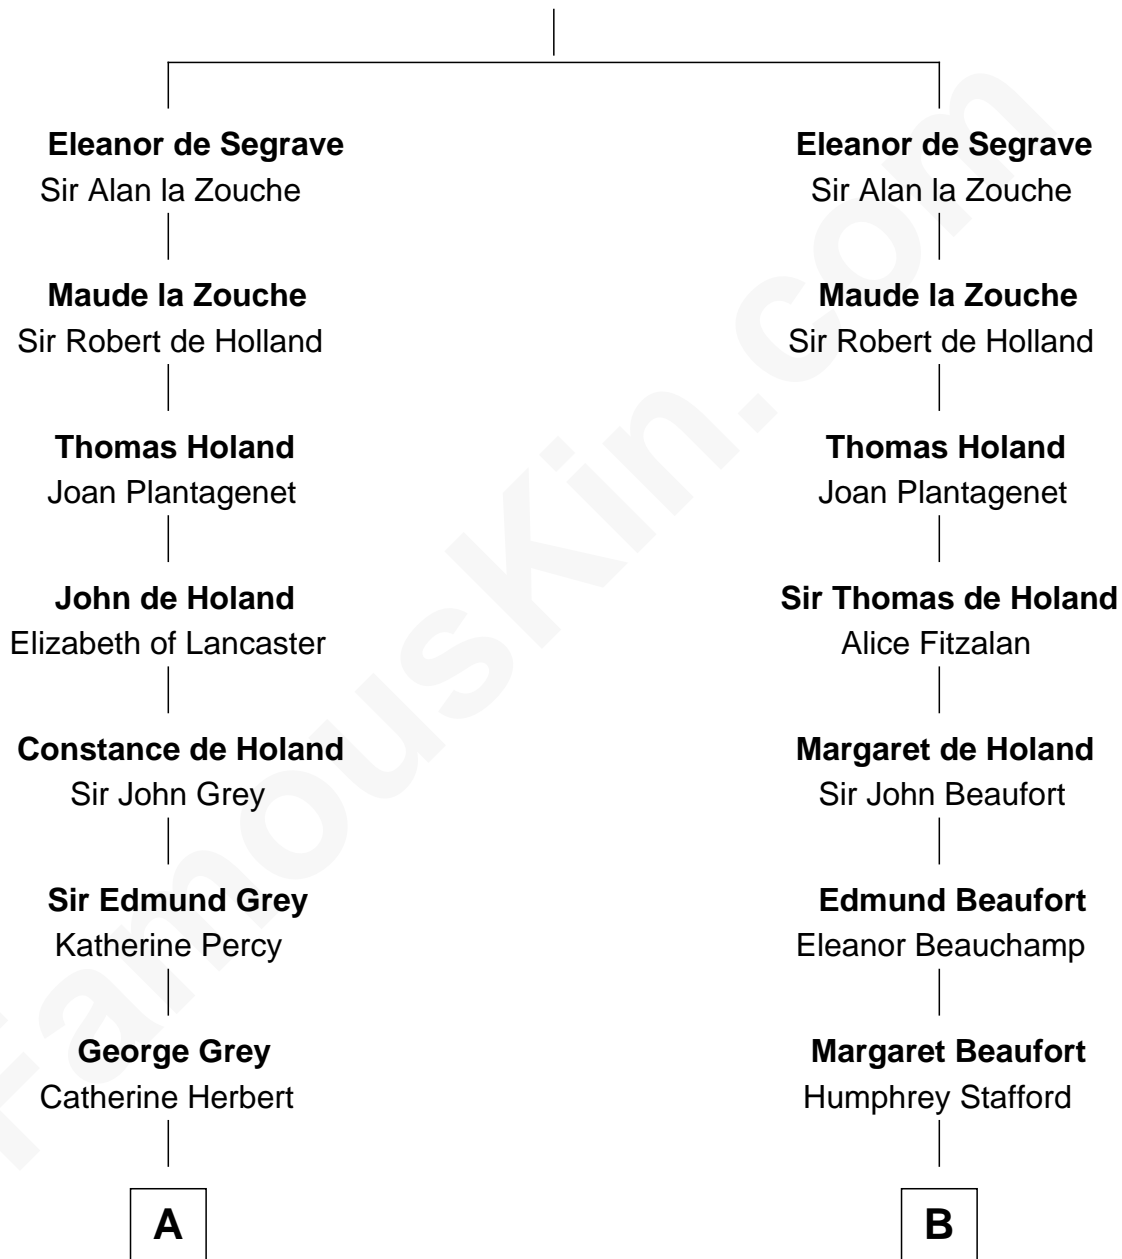 Eleanor de Segrave
Sir Alan la Zouche
Maude la Zouche
Sir Robert de Holland
Thomas Holand
Joan Plantagenet
John de Holand
Elizabeth of Lancaster
Constance de Holand
Sir John Grey
Sir Edmund Grey
Katherine Percy
George Grey
Catherine Herbert
A
Eleanor de Segrave
Sir Alan la Zouche
Maude la Zouche
Sir Robert de Holland
Thomas Holand
Joan Plantagenet
Sir Thomas de Holand
Alice Fitzalan
Margaret de Holand
Sir John Beaufort
Edmund Beaufort
Eleanor Beauchamp
Margaret Beaufort
Humphrey Stafford
B
FamousKin.com